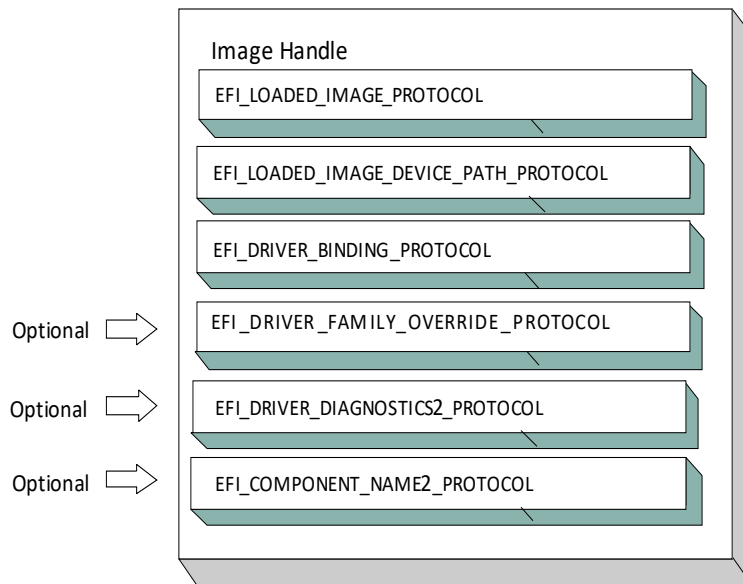 Image Handle
EFI_LOADED_IMAGE_PROTOCOL
EFI_LOADED_IMAGE_DEVICE_PATH_PROTOCOL
EFI_DRIVER_BINDING_PROTOCOL
Optional EFI_DRIVER_FAMILY_OVERRIDE_PROTOCOL
Optional EFI_DRIVER_DIAGNOSTICS2_PROTOCOL
Optional EFI_COMPONENT_NAME2_PROTOCOL